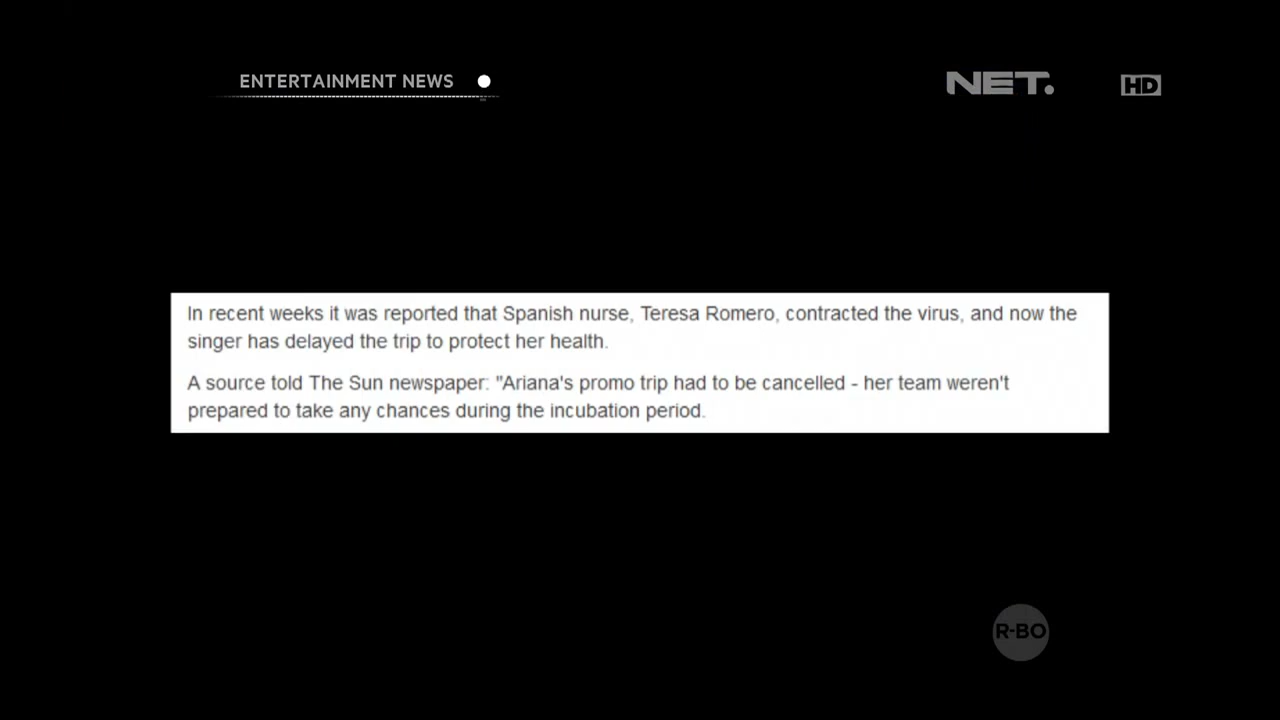 ENTERTAINMENT NEWS
NET.
HD
In recent weeks it was reported that Spanish nurse, Teresa Romero, contracted the virus, and now the
singer has delayed the trip to protect her health.
A source told The Sun newspaper: "Ariana's promo trip had to be cancelled - her team weren't
prepared to take any chances during the incubation period.
R-BO